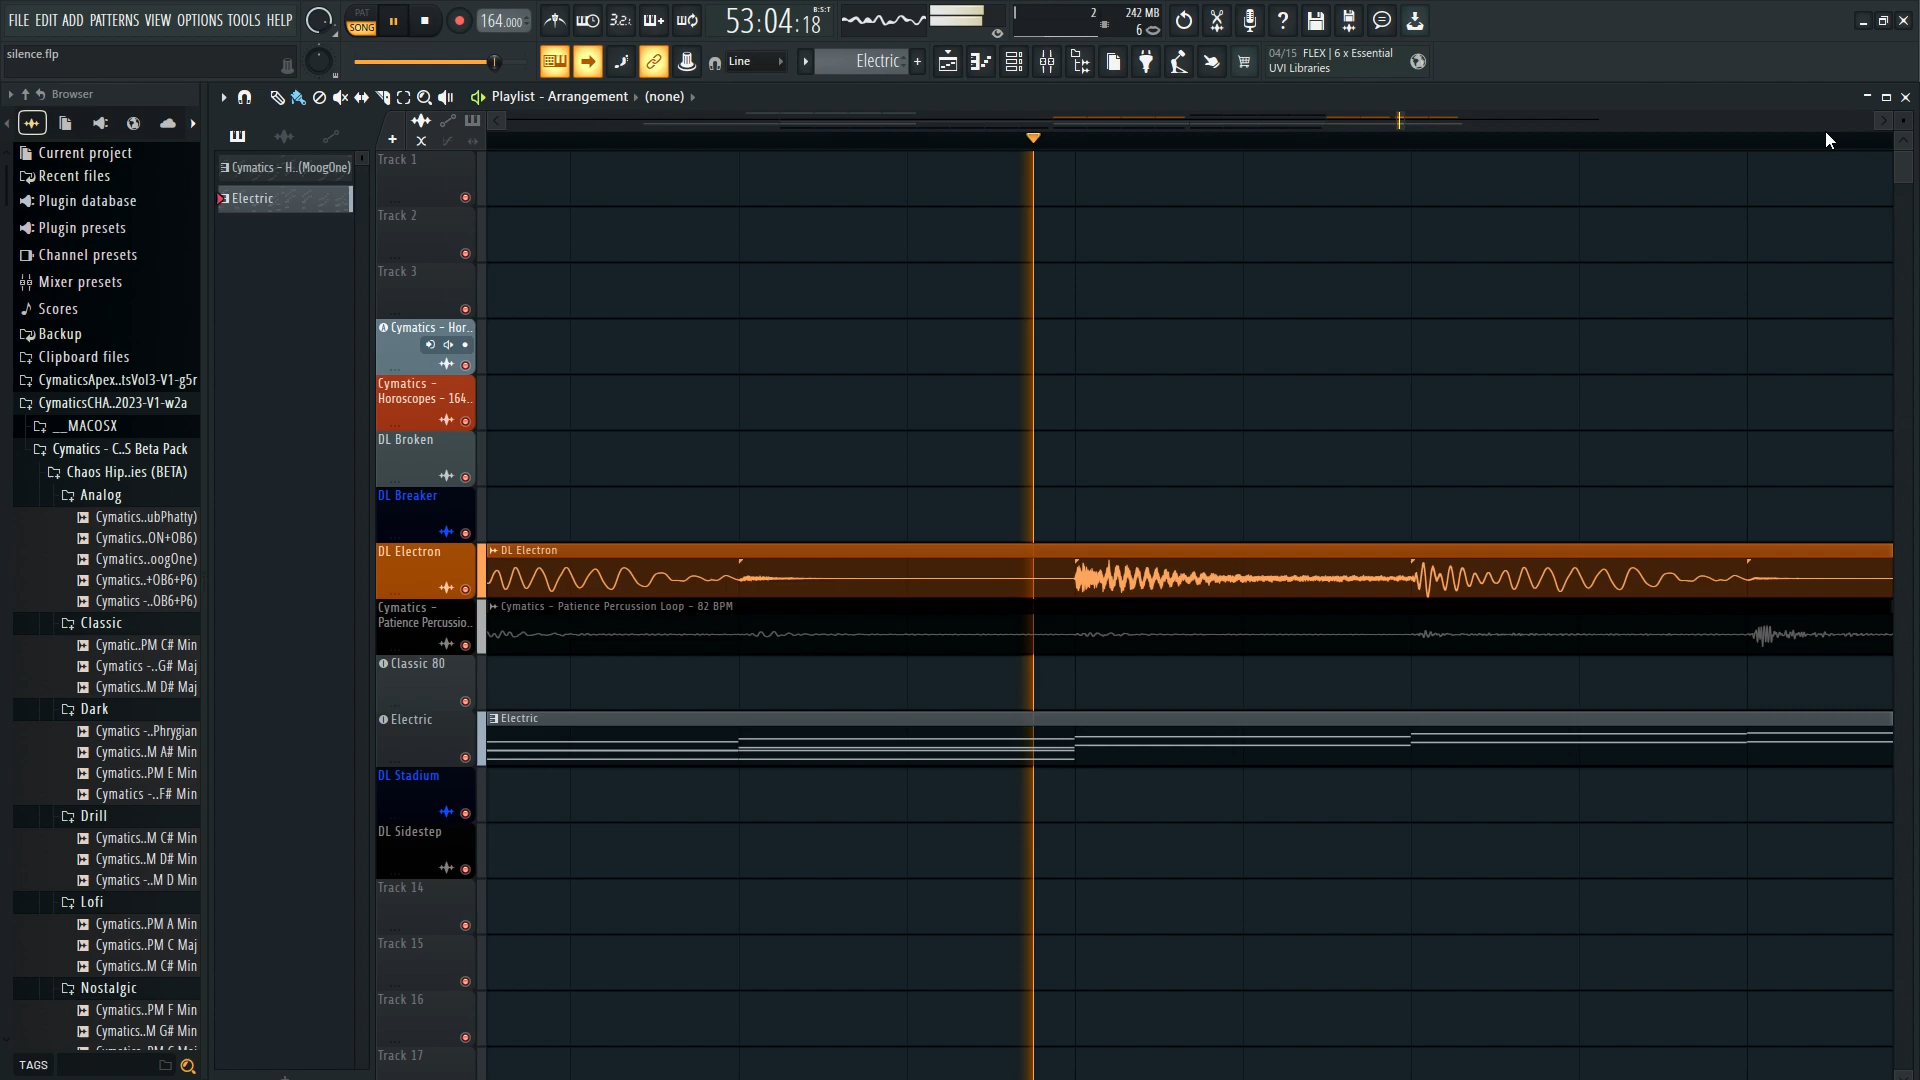 FILE EDIT ADD PATTERNS VIEW OPTIONS TOOLS HELP
PAT
SONG
164.000
3.2.
53:04:18
B:S:T
2
242 MB
6
silence.flp
Line
Electric
04/15 FLEX | 6 x Essential
UVI Libraries
Browser
Playlist - Arrangement
(none)
Current project
Recent files
Plugin database
Plugin presets
Channel presets
Mixer presets
Scores
Backup
Clipboard files
CymaticsApex..tsVol3-V1-g5r
CymaticsCHA..2023-V1-w2a
__MACOSX
Cymatics - C..S Beta Pack
Chaos Hip..ies (BETA)
Analog
Cymatics..ubPhatty)
Cymatics..ON+OB6)
Cymatics..oogOne)
Cymatics..+OB6+P6)
Cymatics -..OB6+P6)
Classic
Cymatic..PM C# Min
Cymatics -..G# Maj
Cymatics..M D# Maj
Dark
Cymatics -..Phrygian
Cymatics..M A# Min
Cymatics..PM E Min
Cymatics -..F# Min
Drill
Cymatics..M C# Min
Cymatics..M D# Min
Cymatics -..M D Min
Lofi
Cymatics..PM A Min
Cymatics..PM C Maj
Cymatics..M C# Min
Nostalgic
Cymatics..PM F Min
Cymatics..M G# Min
TAGS
Cymatics - H..(MoogOne)
Electric
Track 1
Track 2
Track 3
Cymatics - Hor..
Cymatics -
Horoscopes - 164..
DL Broken
DL Breaker
DL Electron
DL Electron
Cymatics -
Patience Percussio..
Cymatics - Patience Percussion Loop - 82 BPM
Classic 80
Electric
Electric
DL Stadium
DL Sidestep
Track 14
Track 15
Track 16
Track 17